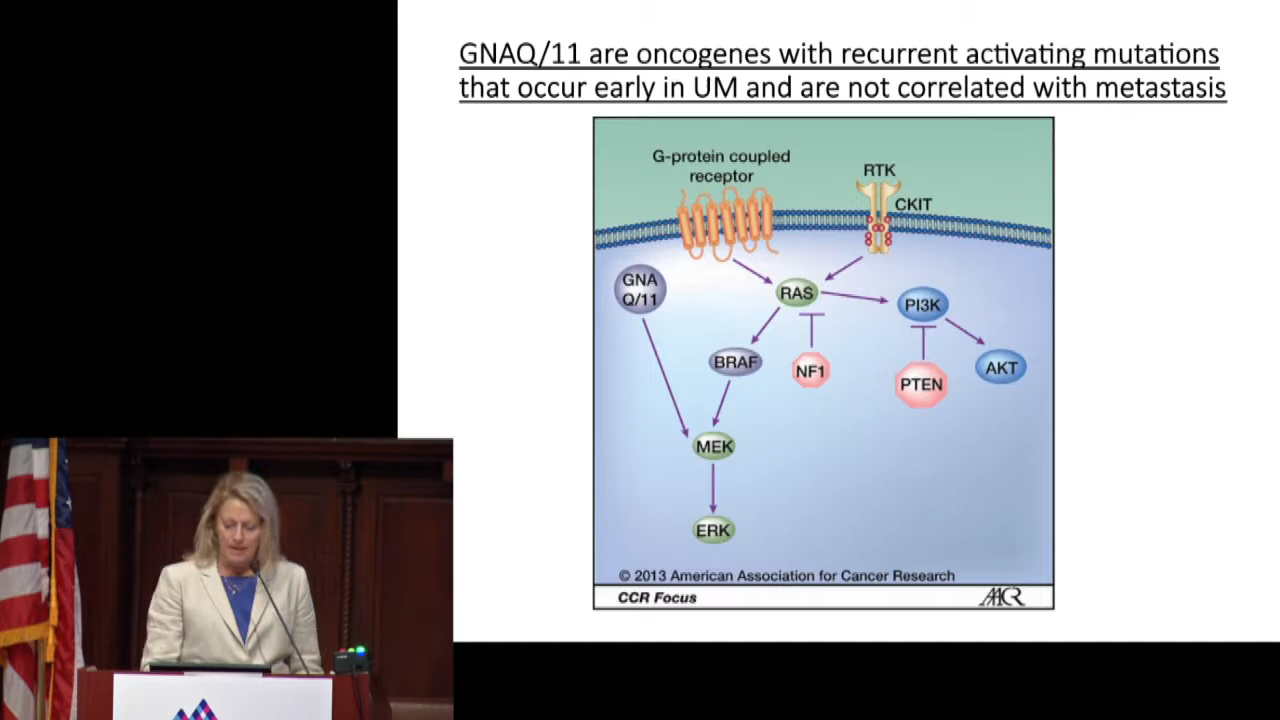 GNAQ/11 are oncogenes with recurrent activating mutations
that occur early in UM and are not correlated with metastasis
G-protein coupled
receptor
RTK
CKIT
GNA
Q/11
RAS
PI3K
BRAF
NF1
PTEN
AKT
MEK
ERK
© 2013 American Association for Cancer Research
CCR Focus
AACR